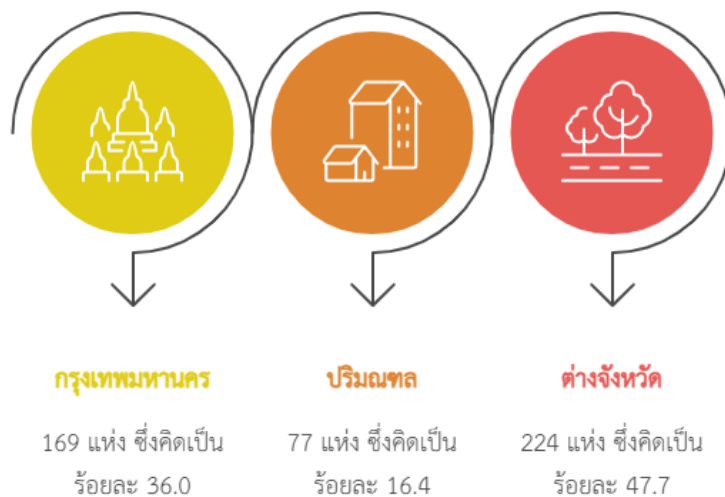 กรุงเทพมหานคร
169 แห่ง ซึ่งคิดเป็น
ร้อยละ 36.0
ปริมณฑล
77 แห่ง ซึ่งคิดเป็น
ร้อยละ 16.4
ต่างจังหวัด
224 แห่ง ซึ่งคิดเป็น
ร้อยละ 47.7